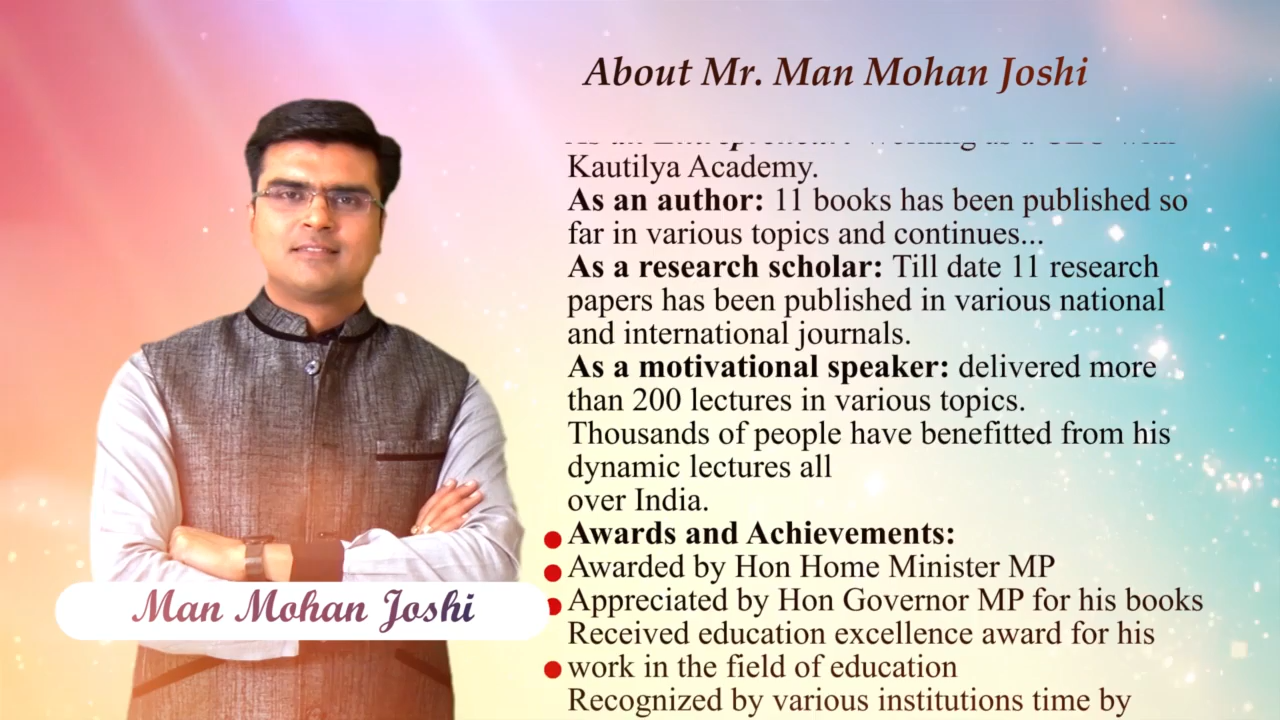 About Mr. Man Mohan Joshi
Kautilya Academy.
As an author: 11 books has been published so
far in various topics and continues...
As a research scholar: Till date 11 research
papers has been published in various national
and international journals.
As a motivational speaker: delivered more
than 200 lectures in various topics.
Thousands of people have benefitted from his
dynamic lectures all
over India.
Awards and Achievements:
Awarded by Hon Home Minister MP
Appreciated by Hon Governor MP for his books
Received education excellence award for his
work in the field of education
Recognized by various institutions time by
Man Mohan Joshi